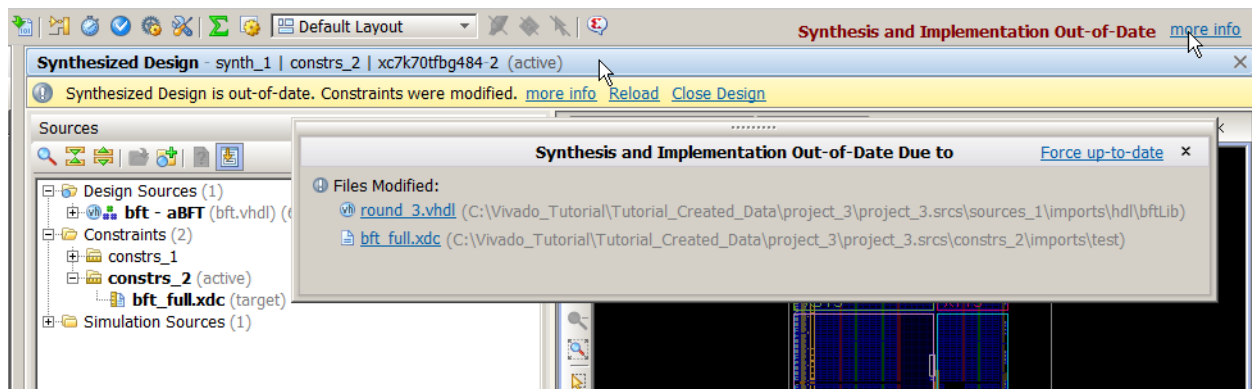 Default Layout
Synthesis and Implementation Out-of-Date more info
Synthesized Design - synth_1 | constrs_2 | xc7k70tfbg484-2 (active)
Synthesized Design is out-of-date. Constraints were modified. more info Reload Close Design
Sources
Synthesis and Implementation Out-of-Date Due to Force up-to-date
Files Modified:
round_3.vhdl (C:\Vivado_Tutorial\Tutorial_Created_Data\project_3\project_3.srcs\sources_1\imports\hdl\bftLib)
bft_full.xdc (C:\Vivado_Tutorial\Tutorial_Created_Data\project_3\project_3.srcs\constrs_2\imports\test)
Design Sources (1)
bft - aBFT (bft.vhdl) (
Constraints (2)
constrs_1
constrs_2 (active)
bft_full.xdc (target)
Simulation Sources (1)